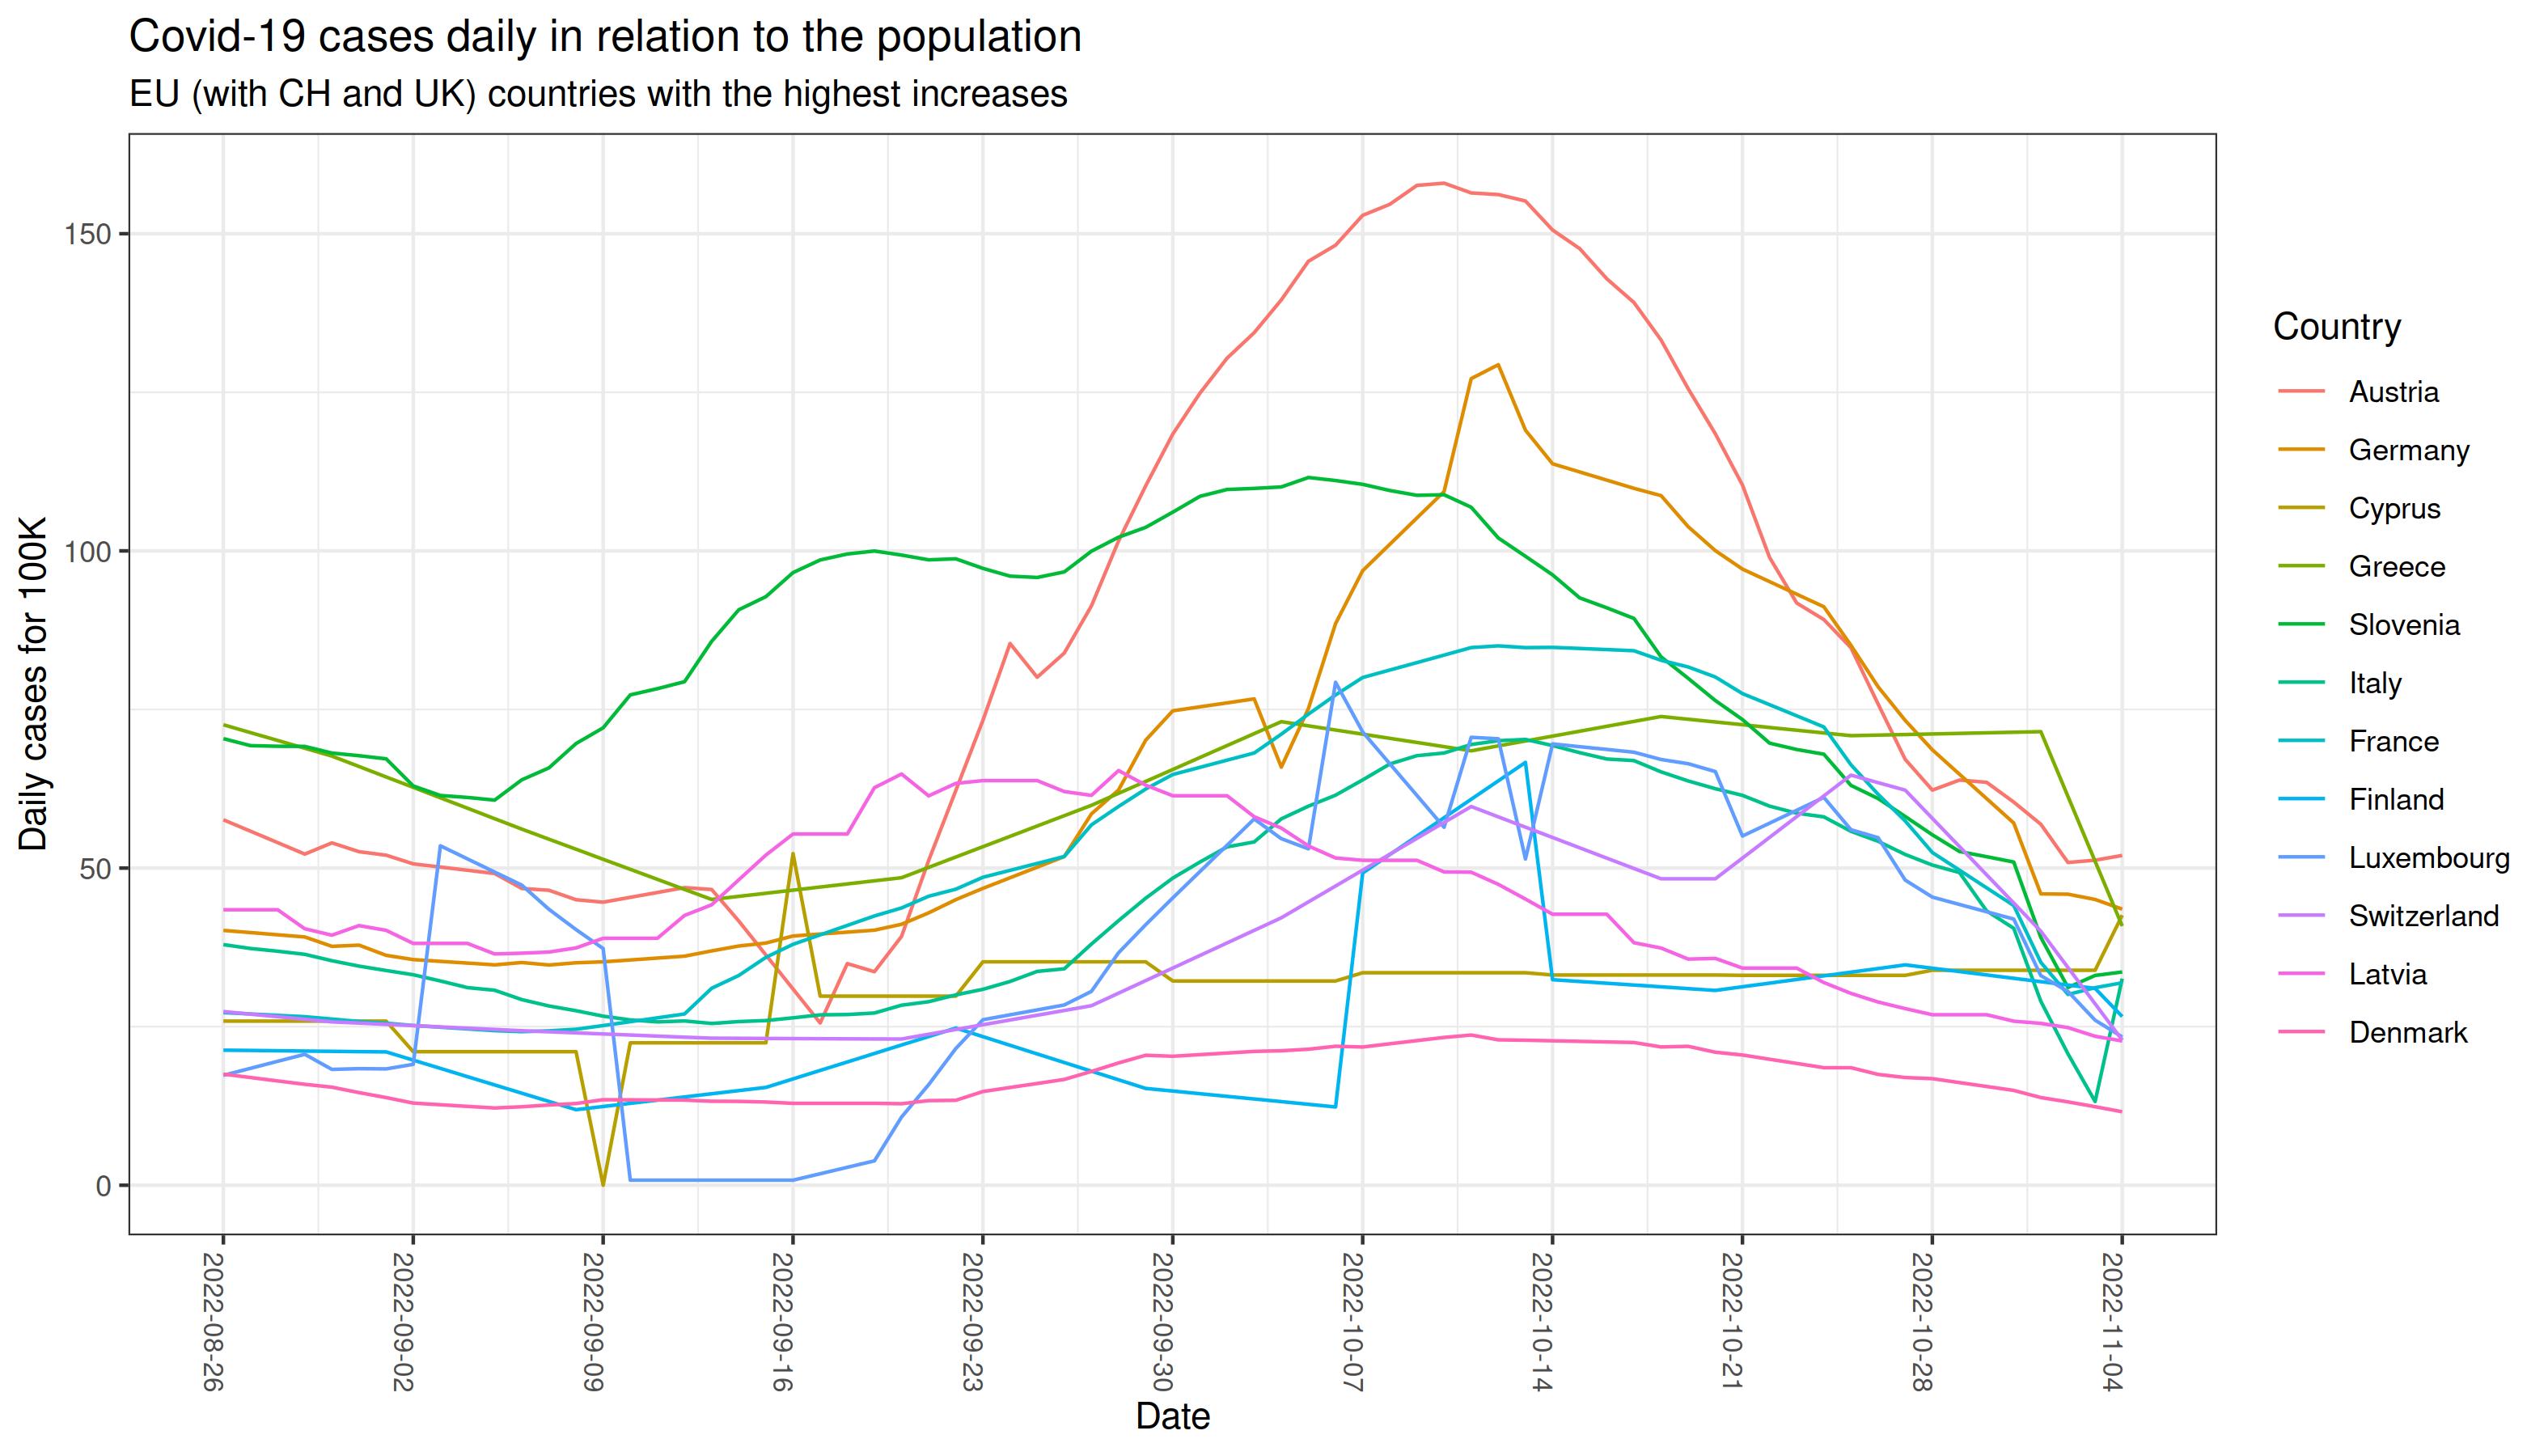 Covid-19 cases daily in relation to the population
EU (with CH and UK) countries with the highest increases
Daily cases for 100K
150
100
50
0
2022-08-26
2022-09-02
2022-09-09
2022-09-16
2022-09-23
2022-09-30
2022-10-07
2022-10-14
2022-10-21
2022-10-28
2022-11-04
Date
Country
Austria
Germany
Cyprus
Greece
Slovenia
Italy
France
Finland
Luxembourg
Switzerland
Latvia
Denmark